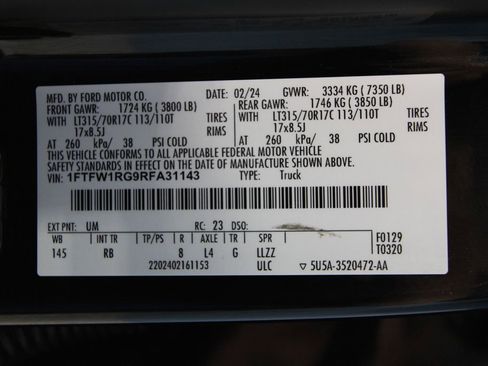 MFD. BY FORD MOTOR CO. DATE: 02/24 GVWR: 3334 KG (7350 LB)
FRONT GAWR: 1724 KG (3800 LB) REAR GAWR: 1746 KG (3850 LB)
WITH LT315/70R17C 113/110T TIRES WITH LT315/70R17C 113/110T TIRES
17x8.5J RIMS 17x8.5J RIMS
AT 260 kPa/ 38 PSI COLD AT 260 kPa/ 38 PSI COLD
THIS VEHICLE CONFORMS TO ALL APPLICABLE FEDERAL MOTOR VEHICLE
SAFETY STANDARDS IN EFFECT ON THE DATE OF MANUFACTURE SHOWN ABOVE.
VIN: 1FTFW1RG9RFA31143 TYPE: Truck
EXT PNT: UM RC: 23 DSO:
WB INT TR TP/PS R AXLE TR SPR F0129
145 RB 8 L4 G LLZZ T0320
2202402161153 ULC ▽ 5U5A-3520472-AA